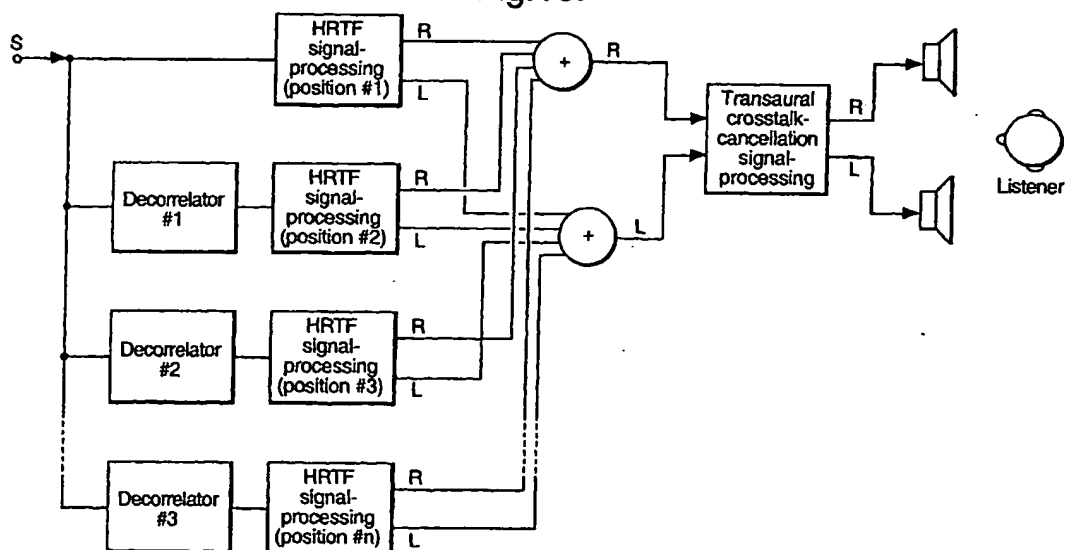 S
HRTF
signal-
processing
(position #1)
R
L
Decorrelator
#1
HRTF
signal-
processing
(position #2)
R
L
Decorrelator
#2
HRTF
signal-
processing
(position #3)
R
L
Decorrelator
#3
HRTF
signal-
processing
(position #n)
R
L
+
R
+
L
Transaural
crosstalk-
cancellation
signal-
processing
R
L
Listener